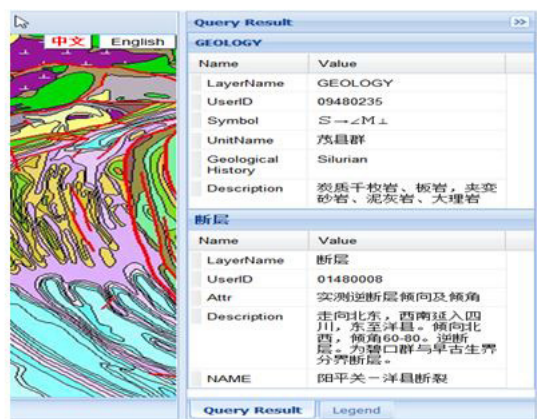 中文 English
Query Result
GEOLOGY
Name Value
LayerName GEOLOGY
UserID 09480235
Symbol S→∠M⊥
UnitName 茂县群
Geological
History
Silurian
Description 炭质千枚岩、板岩，夹变
砂岩、泥灰岩、大理岩
断层
Name Value
LayerName 断层
UserID 01480008
Attr 实测逆断层倾向及倾角
Description 走向北东，西南延入四
川，东至洋县。倾向北
西，倾角60-80。逆断
层。为碧口群与早古生界
分界断层。
NAME 阳平关－洋县断裂
Query Result Legend